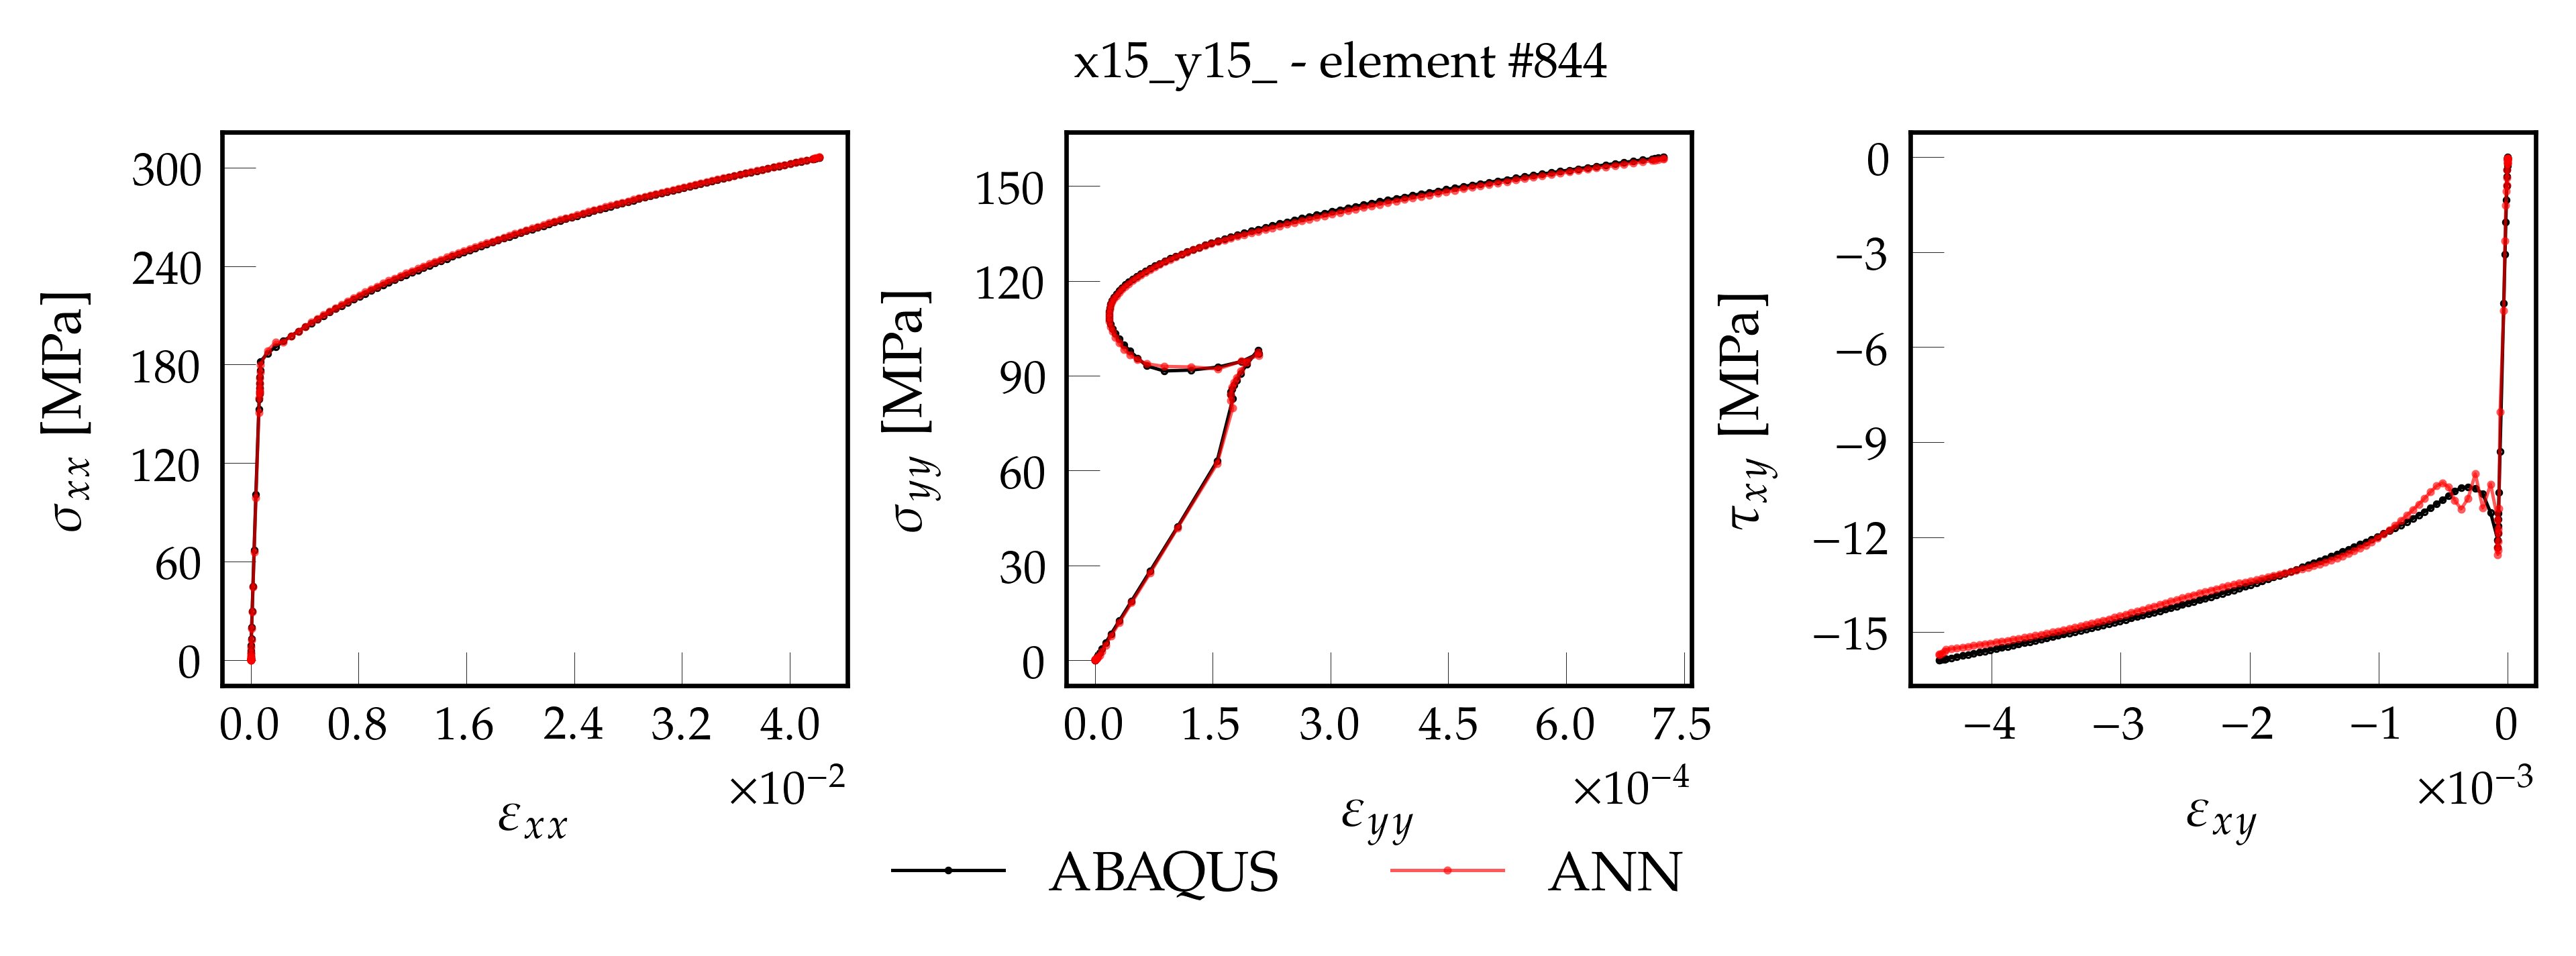 x15_y15_ - element #844
σxx [MPa]
300
240
180
120
60
0
0.0 0.8 1.6 2.4 3.2 4.0
×10−2
εxx
σyy [MPa]
150
120
90
60
30
0
0.0 1.5 3.0 4.5 6.0 7.5
×10−4
εyy
τxy [MPa]
0
−3
−6
−9
−12
−15
−4 −3 −2 −1 0
×10−3
εxy
ABAQUS ANN